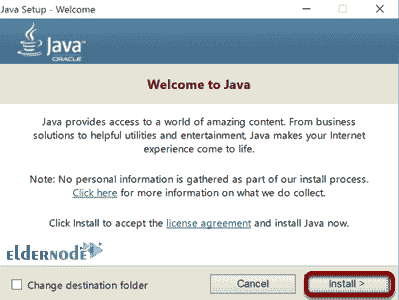 Java Setup - Welcome
Java
ORACLE
Welcome to Java
Java provides access to a world of amazing content. From business
solutions to helpful utilities and entertainment, Java makes your Internet
experience come to life.
Note: No personal information is gathered as part of our install process.
Click here for more information on what we do collect.
Click Install to accept the license agreement and install Java now.
eldernode
Change destination folder
Cancel
Install >